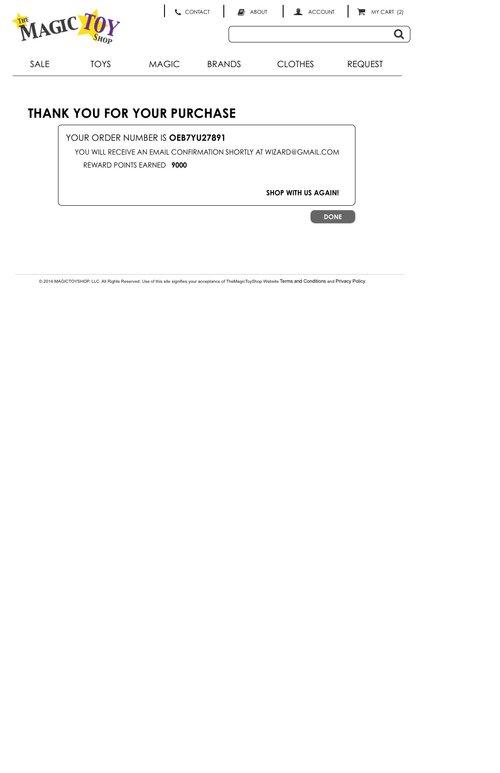 THE
MAGIC TOY
SHOP
CONTACT
ABOUT
ACCOUNT
MY CART (2)
SALE
TOYS
MAGIC
BRANDS
CLOTHES
REQUEST
THANK YOU FOR YOUR PURCHASE
YOUR ORDER NUMBER IS OEB7YU27891
YOU WILL RECEIVE AN EMAIL CONFIRMATION SHORTLY AT WIZARD@GMAIL.COM
REWARD POINTS EARNED 9000
SHOP WITH US AGAIN!
DONE
© 2014 MAGICTOYSHOP, LLC. All Rights Reserved. Use of this site signifies your acceptance of TheMagicToyShop Website Terms and Conditions and Privacy Policy